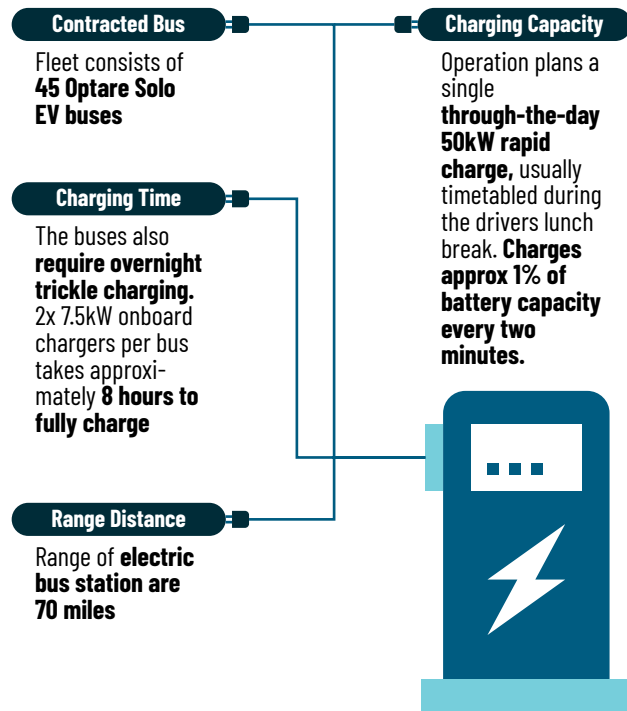 Contracted Bus
Fleet consists of
45 Optare Solo
EV buses
Charging Time
The buses also
require overnight
trickle charging.
2x 7.5kW onboard
chargers per bus
takes approxi-
mately 8 hours to
fully charge
Range Distance
Range of electric
bus station are
70 miles
Charging Capacity
Operation plans a
single
through-the-day
50kW rapid
charge, usually
timetabled during
the drivers lunch
break. Charges
approx 1% of
battery capacity
every two
minutes.